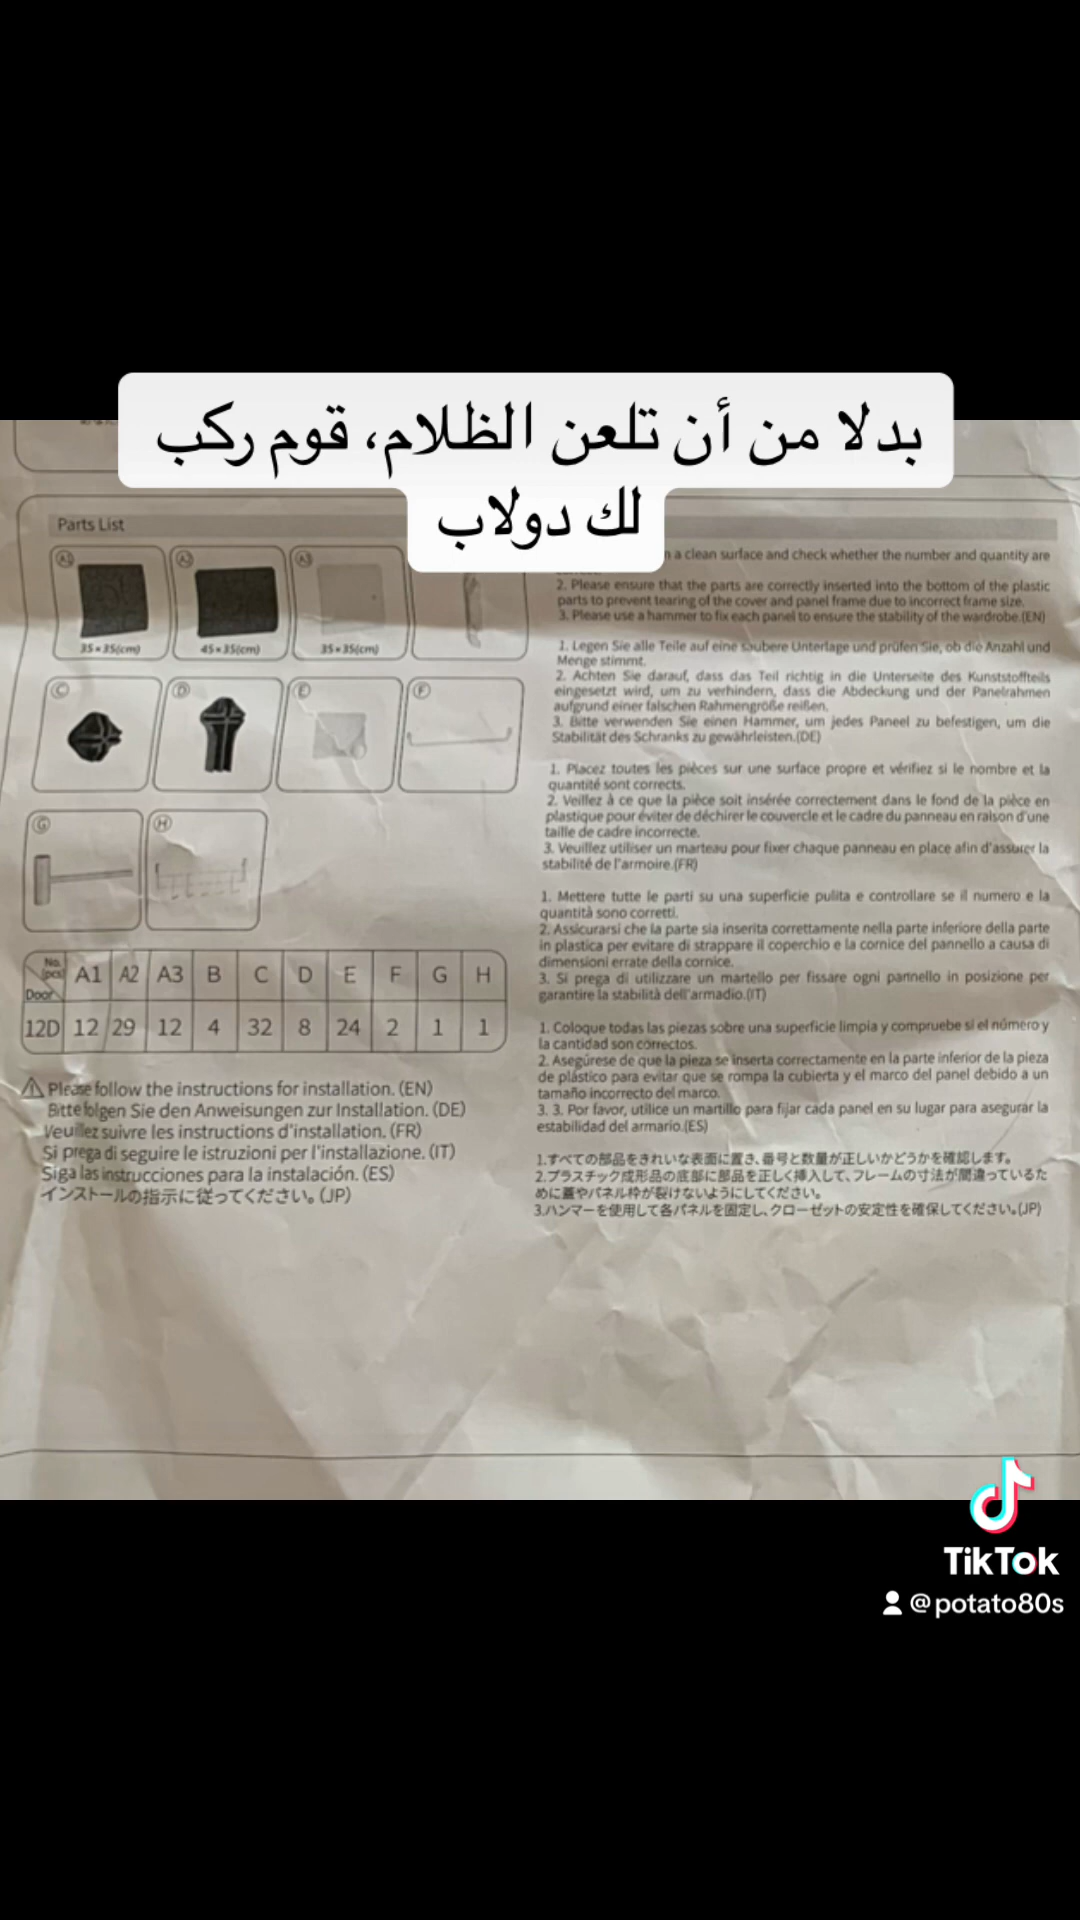 بدلا من أن تلعن الظلام، قوم ركب
لك دولاب
Parts List
A1
A2
A3
35×35(cm)
45×35(cm)
35×35(cm)
C
D
E
F
G
H
No.
(pcs)
Door
A1 A2 A3 B C D E F G H
12D 12 29 12 4 32 8 24 2 1 1
⚠ Please follow the instructions for installation. (EN)
Bitte folgen Sie den Anweisungen zur Installation. (DE)
Veuillez suivre les instructions d'installation. (FR)
Si prega di seguire le istruzioni per l'installazione. (IT)
Siga las instrucciones para la instalación. (ES)
インストールの指示に従ってください。(JP)
a clean surface and check whether the number and quantity are
2. Please ensure that the parts are correctly inserted into the bottom of the plastic
parts to prevent tearing of the cover and panel frame due to incorrect frame size.
3. Please use a hammer to fix each panel to ensure the stability of the wardrobe.(EN)
1. Legen Sie alle Teile auf eine saubere Unterlage und prüfen Sie, ob die Anzahl und
Menge stimmt.
2. Achten Sie darauf, dass das Teil richtig in die Unterseite des Kunststoffteils
eingesetzt wird, um zu verhindern, dass die Abdeckung und der Panelrahmen
aufgrund einer falschen Rahmengröße reißen.
3. Bitte verwenden Sie einen Hammer, um jedes Paneel zu befestigen, um die
Stabilität des Schranks zu gewährleisten.(DE)
1. Placez toutes les pièces sur une surface propre et vérifiez si le nombre et la
quantité sont corrects.
2. Veillez à ce que la pièce soit insérée correctement dans le fond de la pièce en
plastique pour éviter de déchirer le couvercle et le cadre du panneau en raison d'une
taille de cadre incorrecte.
3. Veuillez utiliser un marteau pour fixer chaque panneau en place afin d'assurer la
stabilité de l'armoire.(FR)
1. Mettere tutte le parti su una superficie pulita e controllare se il numero e la
quantità sono corretti.
2. Assicurarsi che la parte sia inserita correttamente nella parte inferiore della parte
in plastica per evitare di strappare il coperchio e la cornice del pannello a causa di
dimensioni errate della cornice.
3. Si prega di utilizzare un martello per fissare ogni pannello in posizione per
garantire la stabilità dell'armadio.(IT)
1. Coloque todas las piezas sobre una superficie limpia y compruebe si el número y
la cantidad son correctos.
2. Asegúrese de que la pieza se inserta correctamente en la parte inferior de la pieza
de plástico para evitar que se rompa la cubierta y el marco del panel debido a un
tamaño incorrecto del marco.
3. 3. Por favor, utilice un martillo para fijar cada panel en su lugar para asegurar la
estabilidad del armario.(ES)
1.すべての部品をきれいな表面に置き、番号と数量が正しいかどうかを確認します。
2.プラスチック成形品の底部に部品を正しく挿入して、フレームの寸法が間違っているた
めに蓋やパネル枠が裂けないようにしてください。
3.ハンマーを使用して各パネルを固定し、クローゼットの安定性を確保してください。(JP)
TikTok
@potato80s